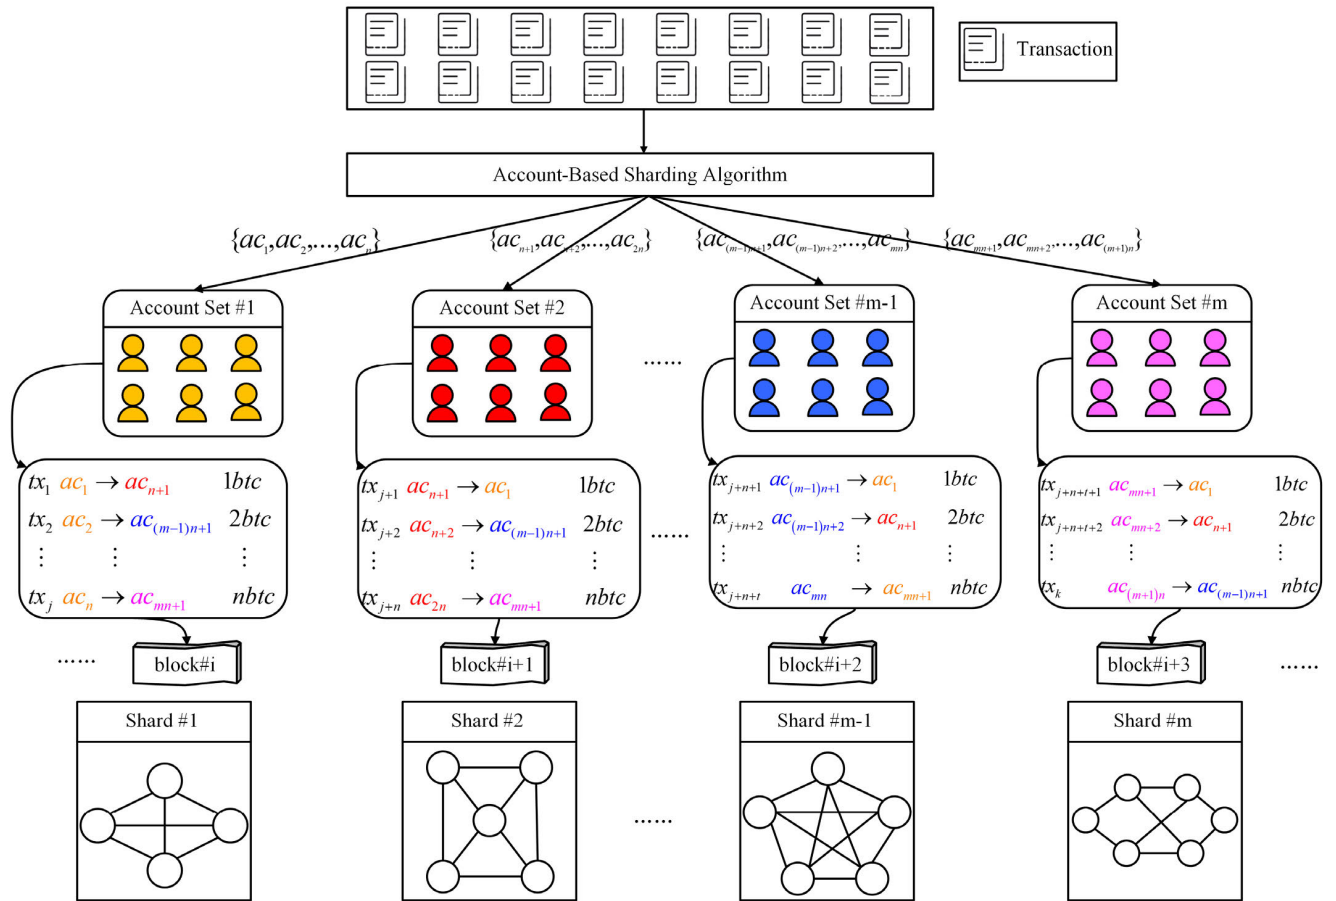 Transaction
Account-Based Sharding Algorithm
{ac₁,ac₂,...,acₙ}
{acₙ₊₁,acₙ₊₂,...,ac₂ₙ}
{ac₍ₘ₋₁₎ₙ₊₁,ac₍ₘ₋₁₎ₙ₊₂,...,acₘₙ}
{acₘₙ₊₁,acₘₙ₊₂,...,ac₍ₘ₊₁₎ₙ}
Account Set #1
Account Set #2
Account Set #m-1
Account Set #m
......
tx₁ ac₁ → acₙ₊₁ 1btc
tx₂ ac₂ → ac₍ₘ₋₁₎ₙ₊₁ 2btc
⋮ ⋮ ⋮
txⱼ acₙ → acₘₙ₊₁ nbtc
txⱼ₊₁ acₙ₊₁ → ac₁ 1btc
txⱼ₊₂ acₙ₊₂ → ac₍ₘ₋₁₎ₙ₊₁ 2btc
⋮ ⋮ ⋮
txⱼ₊ₙ ac₂ₙ → acₘₙ₊₁ nbtc
......
txⱼ₊ₙ₊₁ ac₍ₘ₋₁₎ₙ₊₁ → ac₁ 1btc
txⱼ₊ₙ₊₂ ac₍ₘ₋₁₎ₙ₊₂ → acₙ₊₁ 2btc
⋮ ⋮ ⋮
txⱼ₊ₙ₊ₜ acₘₙ → acₘₙ₊₁ nbtc
txⱼ₊ₙ₊ₜ₊₁ acₘₙ₊₁ → ac₁ 1btc
txⱼ₊ₙ₊ₜ₊₂ acₘₙ₊₂ → acₙ₊₁ 2btc
⋮ ⋮ ⋮
txₖ ac₍ₘ₊₁₎ₙ → ac₍ₘ₋₁₎ₙ₊₁ nbtc
......
block#i
block#i+1
block#i+2
block#i+3
......
Shard #1
Shard #2
Shard #m-1
Shard #m
......